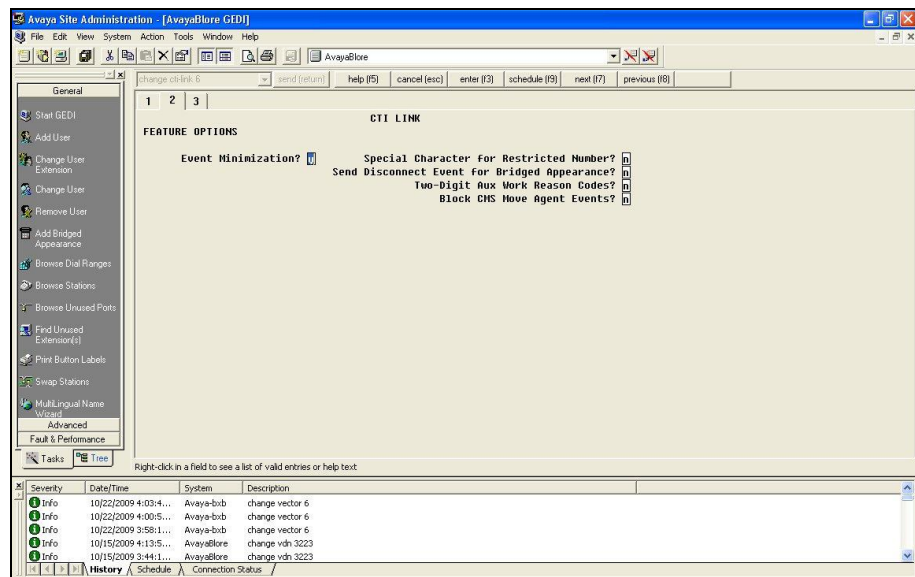 Avaya Site Administration - [AvayaBlore GEDI]
File Edit View System Action Tools Window Help
AvayaBlore
General
Start GEDI
Add User
Change User Extension
Change User
Remove User
Add Bridged Appearance
Browse Dial Ranges
Browse Stations
Browse Unused Ports
Find Unused Extension(s)
Print Button Labels
Swap Stations
MultiLingual Name Wizard
Advanced
Fault & Performance
Tasks Tree
change cti-link 6 send (return) help (f5) cancel (esc) enter (f3) schedule (f9) next (f7) previous (f8)
1 2 3
CTI LINK
FEATURE OPTIONS
Event Minimization? y Special Character for Restricted Number? n
Send Disconnect Event for Bridged Appearance? n
Two-Digit Aux Work Reason Codes? n
Block CMS Move Agent Events? n
Right-click in a field to see a list of valid entries or help text
Severity Date/Time System Description
Info 10/22/2009 4:03:4... Avaya-bxb change vector 6
Info 10/22/2009 4:00:5... Avaya-bxb change vector 6
Info 10/22/2009 3:58:1... Avaya-bxb change vector 6
Info 10/15/2009 4:13:5... AvayaBlore change vdn 3223
Info 10/15/2009 3:44:1... AvayaBlore change vdn 3223
History Schedule Connection Status